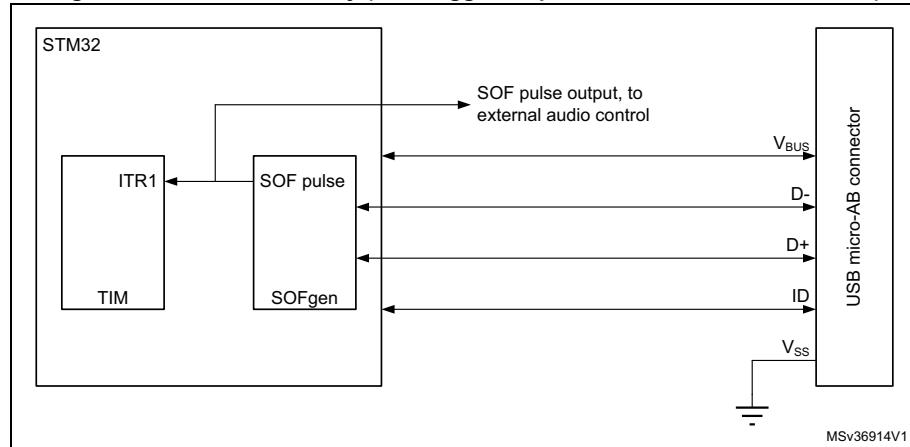 STM32
SOF pulse output, to
external audio control
VBUS
ITR1
SOF pulse
D-
D+
TIM
SOFgen
ID
VSS
USB micro-AB connector
MSv36914V1